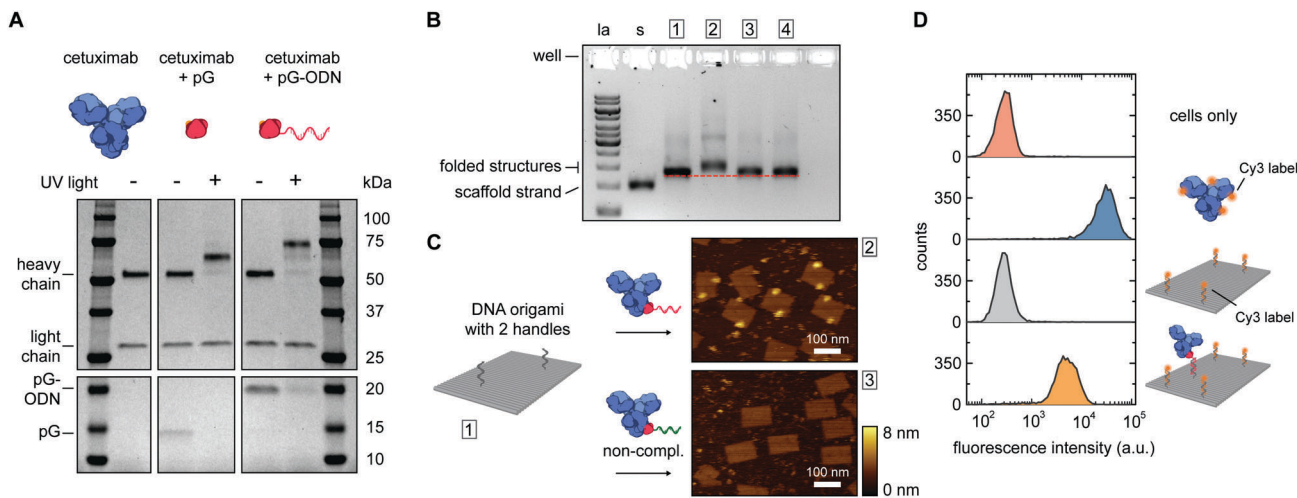 A
cetuximab
cetuximab
+ pG
cetuximab
+ pG-ODN
UV light
-
-
+
-
+
kDa
100
75
50
37
25
20
15
10
heavy
chain
light
chain
pG-
ODN
pG
B
la
s
1
2
3
4
well
folded structures
scaffold strand
C
DNA origami
with 2 handles
1
2
100 nm
non-compl.
3
100 nm
8 nm
0 nm
D
350
0
350
0
350
0
350
0
counts
10²
10³
10⁴
10⁵
fluorescence intensity (a.u.)
cells only
Cy3 label
Cy3 label